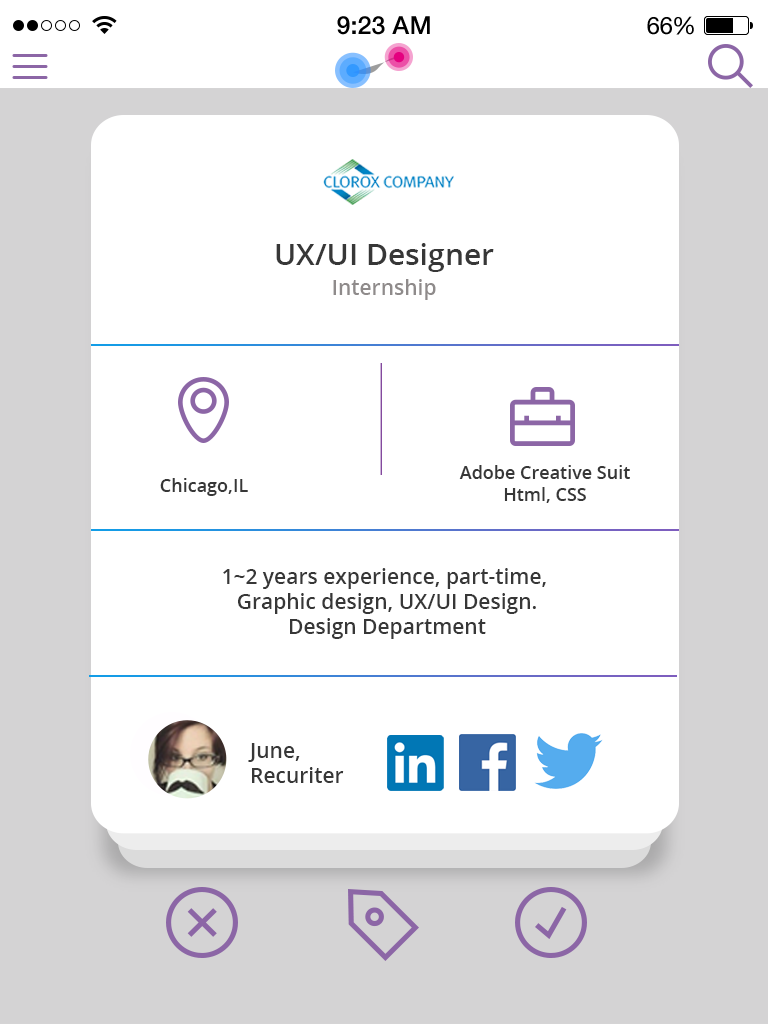 9:23 AM
66%
CLOROX COMPANY
UX/UI Designer
Internship
Chicago,IL
Adobe Creative Suit
Html, CSS
1~2 years experience, part-time,
Graphic design, UX/UI Design.
Design Department
June,
Recuriter
in
f